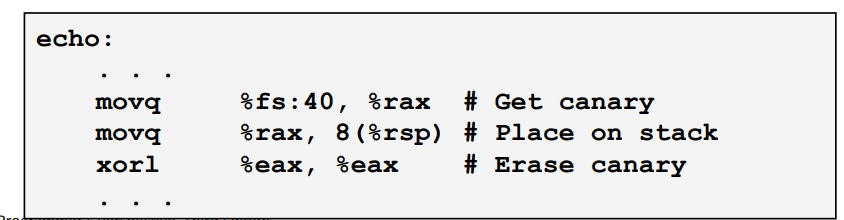 echo:
. . .
movq %fs:40, %rax # Get canary
movq %rax, 8(%rsp) # Place on stack
xorl %eax, %eax # Erase canary
. . .